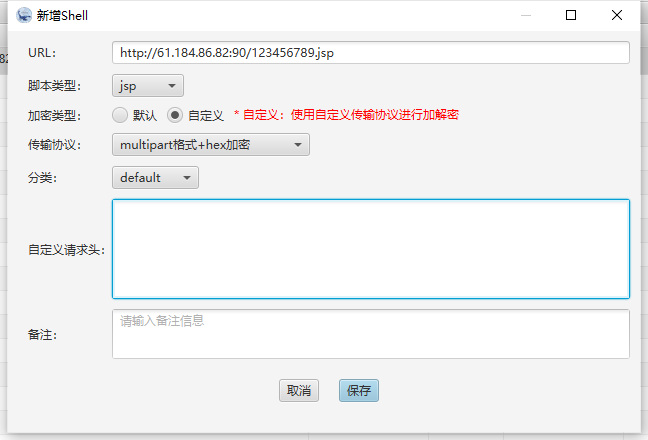 新增Shell
URL: http://61.184.86.82:90/123456789.jsp
82
脚本类型: jsp
加密类型: 默认 自定义 * 自定义：使用自定义传输协议进行加解密
传输协议: multipart格式+hex加密
分类: default
自定义请求头:
备注: 请输入备注信息
取消 保存